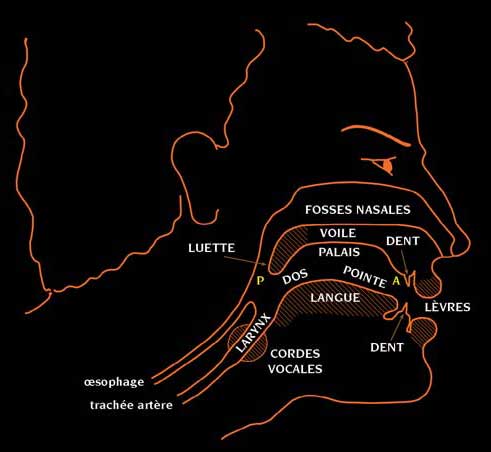 FOSSES NASALES
VOILE
LUETTE
DENT
PALAIS
P
DOS
POINTE
A
LANGUE
LÈVRES
LARYNX
DENT
CORDES
VOCALES
œsophage
trachée artère